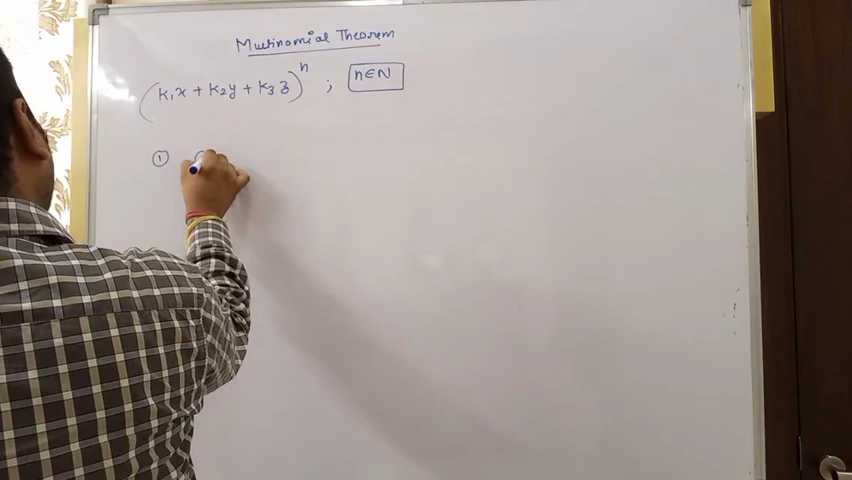 Multinomial Theorem
(k₁x + k₂y + k₃z)ⁿ ; n∈N
①